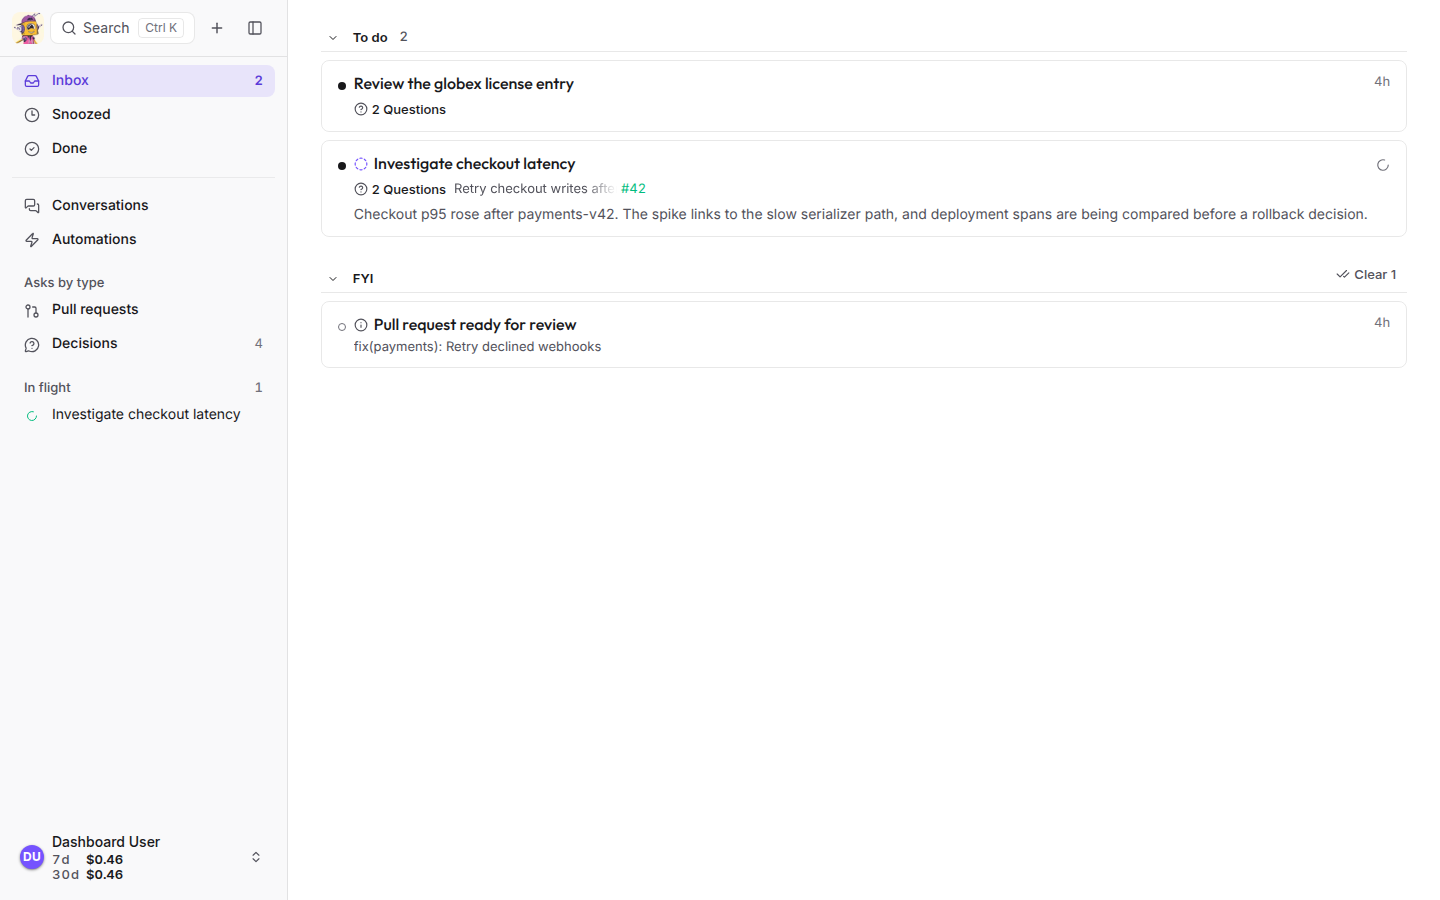 Search Ctrl K
Inbox 2
Snoozed
Done
Conversations
Automations
Asks by type
Pull requests
Decisions 4
In flight 1
Investigate checkout latency
Dashboard User
DU
7d $0.46
30d $0.46
To do 2
Review the globex license entry 4h
2 Questions
Investigate checkout latency
2 Questions Retry checkout writes afte #42
Checkout p95 rose after payments-v42. The spike links to the slow serializer path, and deployment spans are being compared before a rollback decision.
FYI Clear 1
Pull request ready for review 4h
fix(payments): Retry declined webhooks